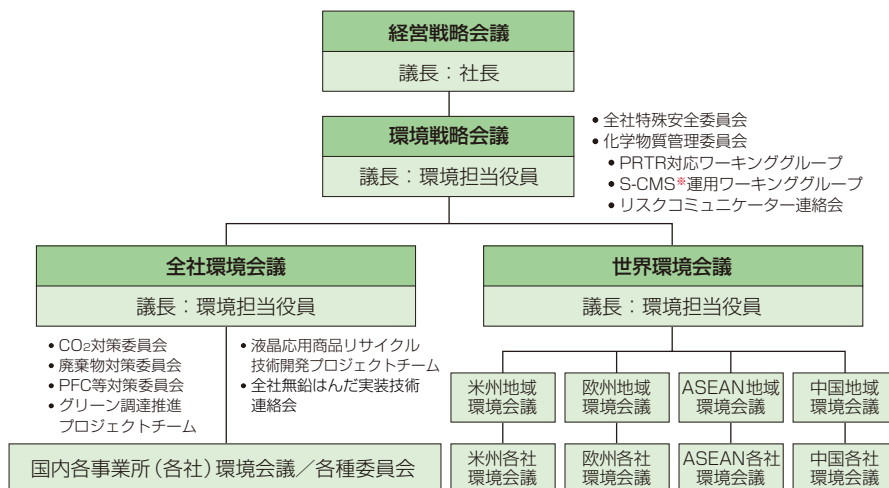 経営戦略会議
議長：社長
環境戦略会議
議長：環境担当役員
• 全社特殊安全委員会
• 化学物質管理委員会
• PRTR対応ワーキンググループ
• S-CMS※運用ワーキンググループ
• リスクコミュニケーター連絡会
全社環境会議
議長：環境担当役員
• CO2対策委員会
• 廃棄物対策委員会
• PFC等対策委員会
• グリーン調達推進
プロジェクトチーム
• 液晶応用商品リサイクル
技術開発プロジェクトチーム
• 全社無鉛はんだ実装技術
連絡会
国内各事業所（各社）環境会議／各種委員会
世界環境会議
議長：環境担当役員
米州地域
環境会議
欧州地域
環境会議
ASEAN地域
環境会議
中国地域
環境会議
米州各社
環境会議
欧州各社
環境会議
ASEAN各社
環境会議
中国各社
環境会議